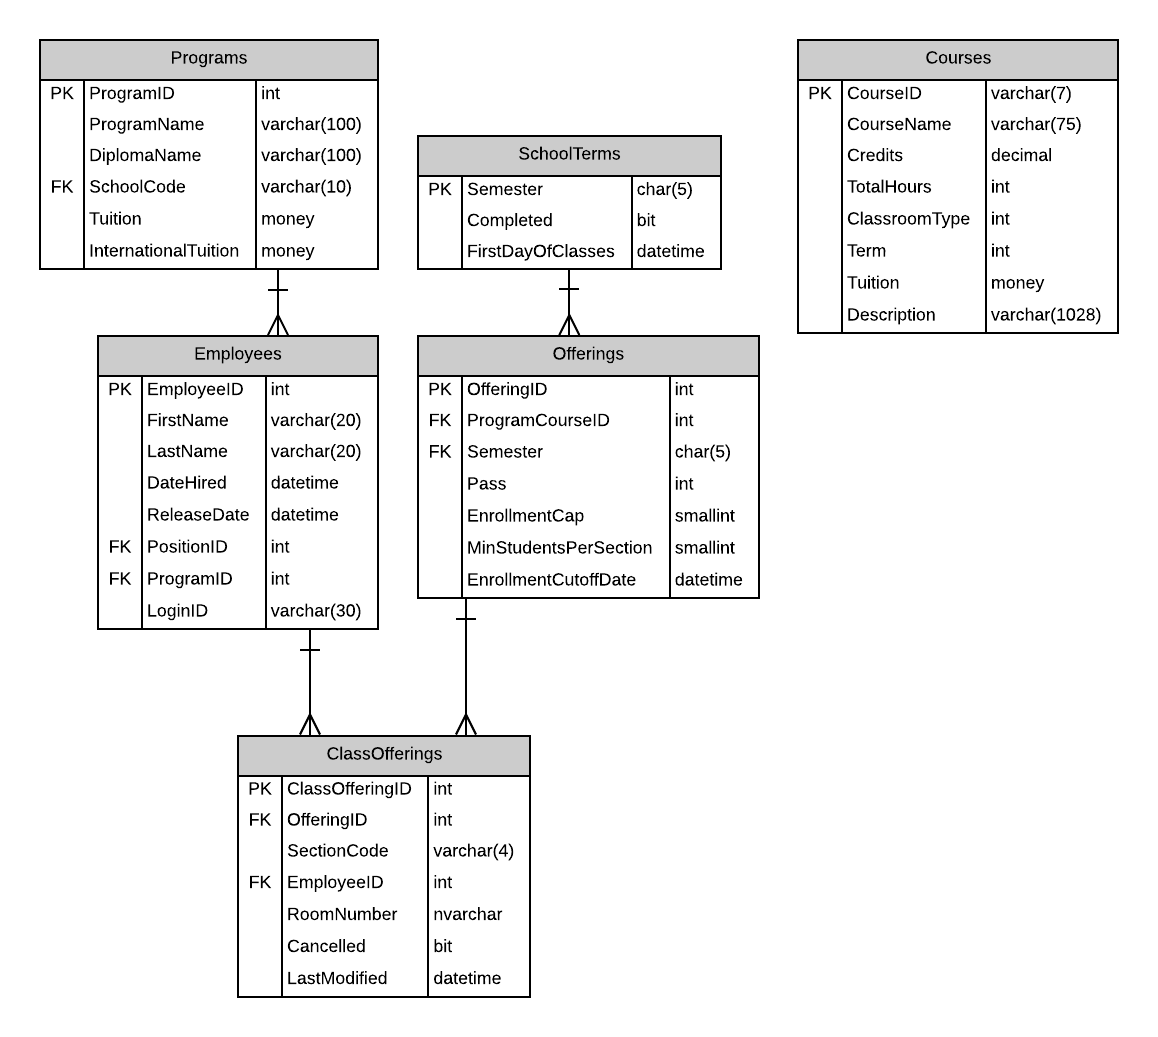 Programs
PK ProgramID int
ProgramName varchar(100)
DiplomaName varchar(100)
FK SchoolCode varchar(10)
Tuition money
InternationalTuition money
SchoolTerms
PK Semester char(5)
Completed bit
FirstDayOfClasses datetime
Courses
PK CourseID varchar(7)
CourseName varchar(75)
Credits decimal
TotalHours int
ClassroomType int
Term int
Tuition money
Description varchar(1028)
Employees
PK EmployeeID int
FirstName varchar(20)
LastName varchar(20)
DateHired datetime
ReleaseDate datetime
FK PositionID int
FK ProgramID int
LoginID varchar(30)
Offerings
PK OfferingID int
FK ProgramCourseID int
FK Semester char(5)
Pass int
EnrollmentCap smallint
MinStudentsPerSection smallint
EnrollmentCutoffDate datetime
ClassOfferings
PK ClassOfferingID int
FK OfferingID int
SectionCode varchar(4)
FK EmployeeID int
RoomNumber nvarchar
Cancelled bit
LastModified datetime